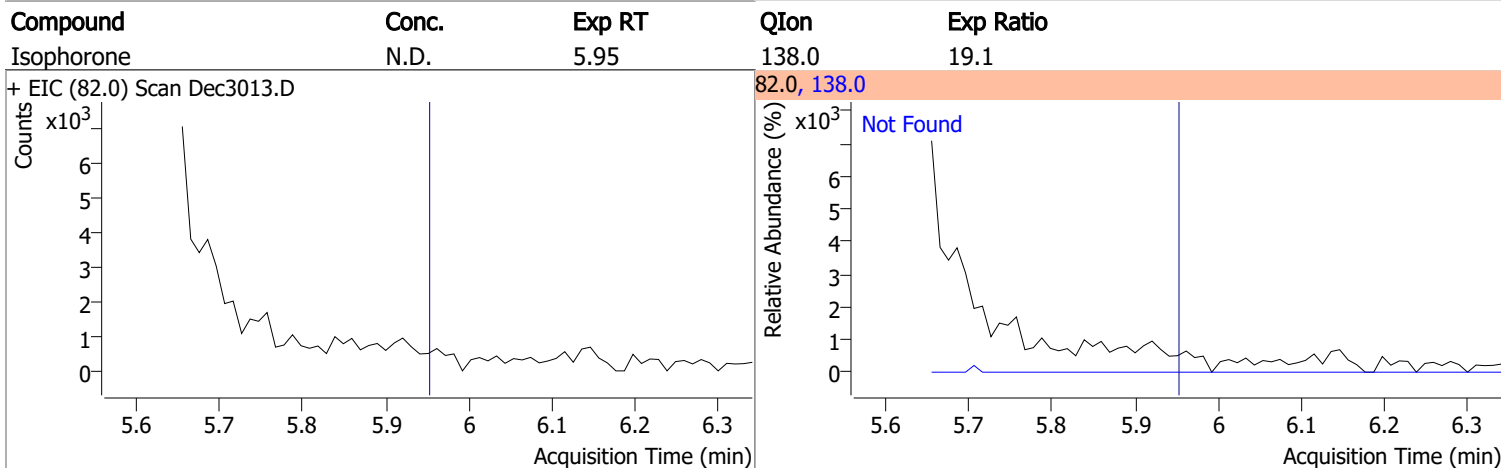 Compound Conc. Exp RT QIon Exp Ratio
Isophorone N.D. 5.95 138.0 19.1
+ EIC (82.0) Scan Dec3013.D
Counts
x10³
6
5
4
3
2
1
0
5.6 5.7 5.8 5.9 6 6.1 6.2 6.3
Acquisition Time (min)
82.0, 138.0
Relative Abundance (%)
x10³
Not Found
6
5
4
3
2
1
0
5.6 5.7 5.8 5.9 6 6.1 6.2 6.3
Acquisition Time (min)